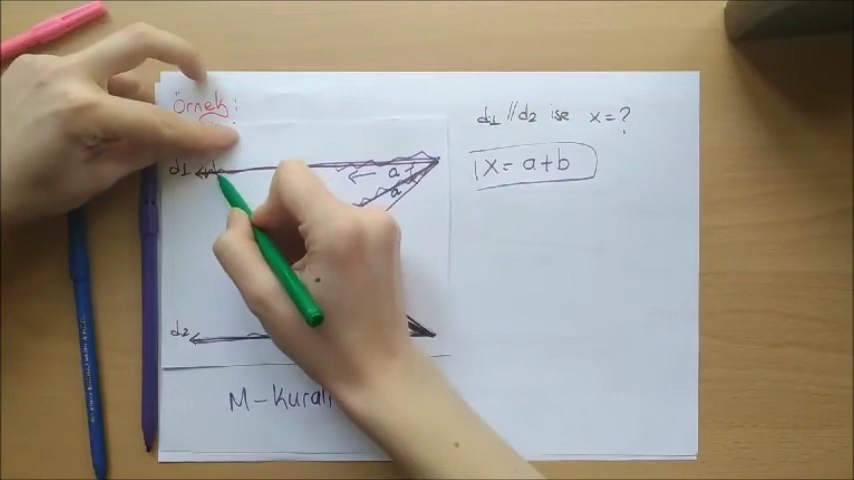 Örnek:
d1 // d2 ise x=?
x = a+b
d1
a
a
d2
M-Kuralı